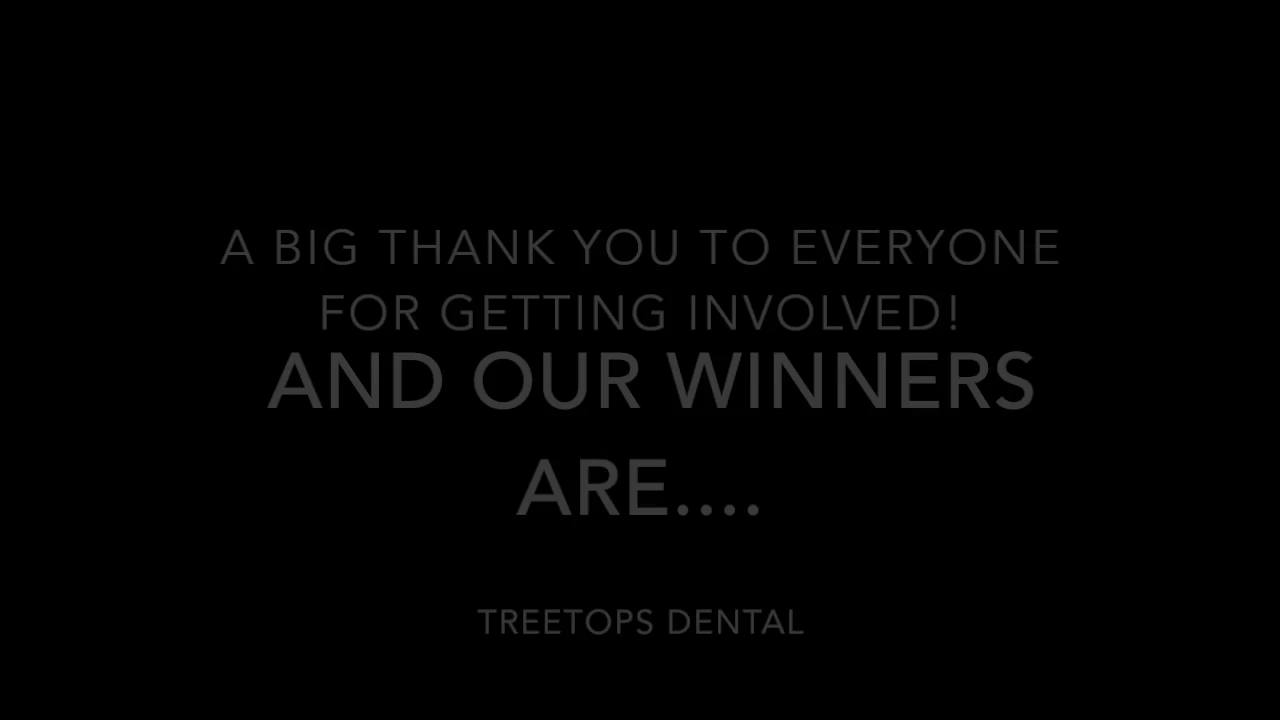 A BIG THANK YOU TO EVERYONE
FOR GETTING INVOLVED!
AND OUR WINNERS
ARE....
TREETOPS DENTAL